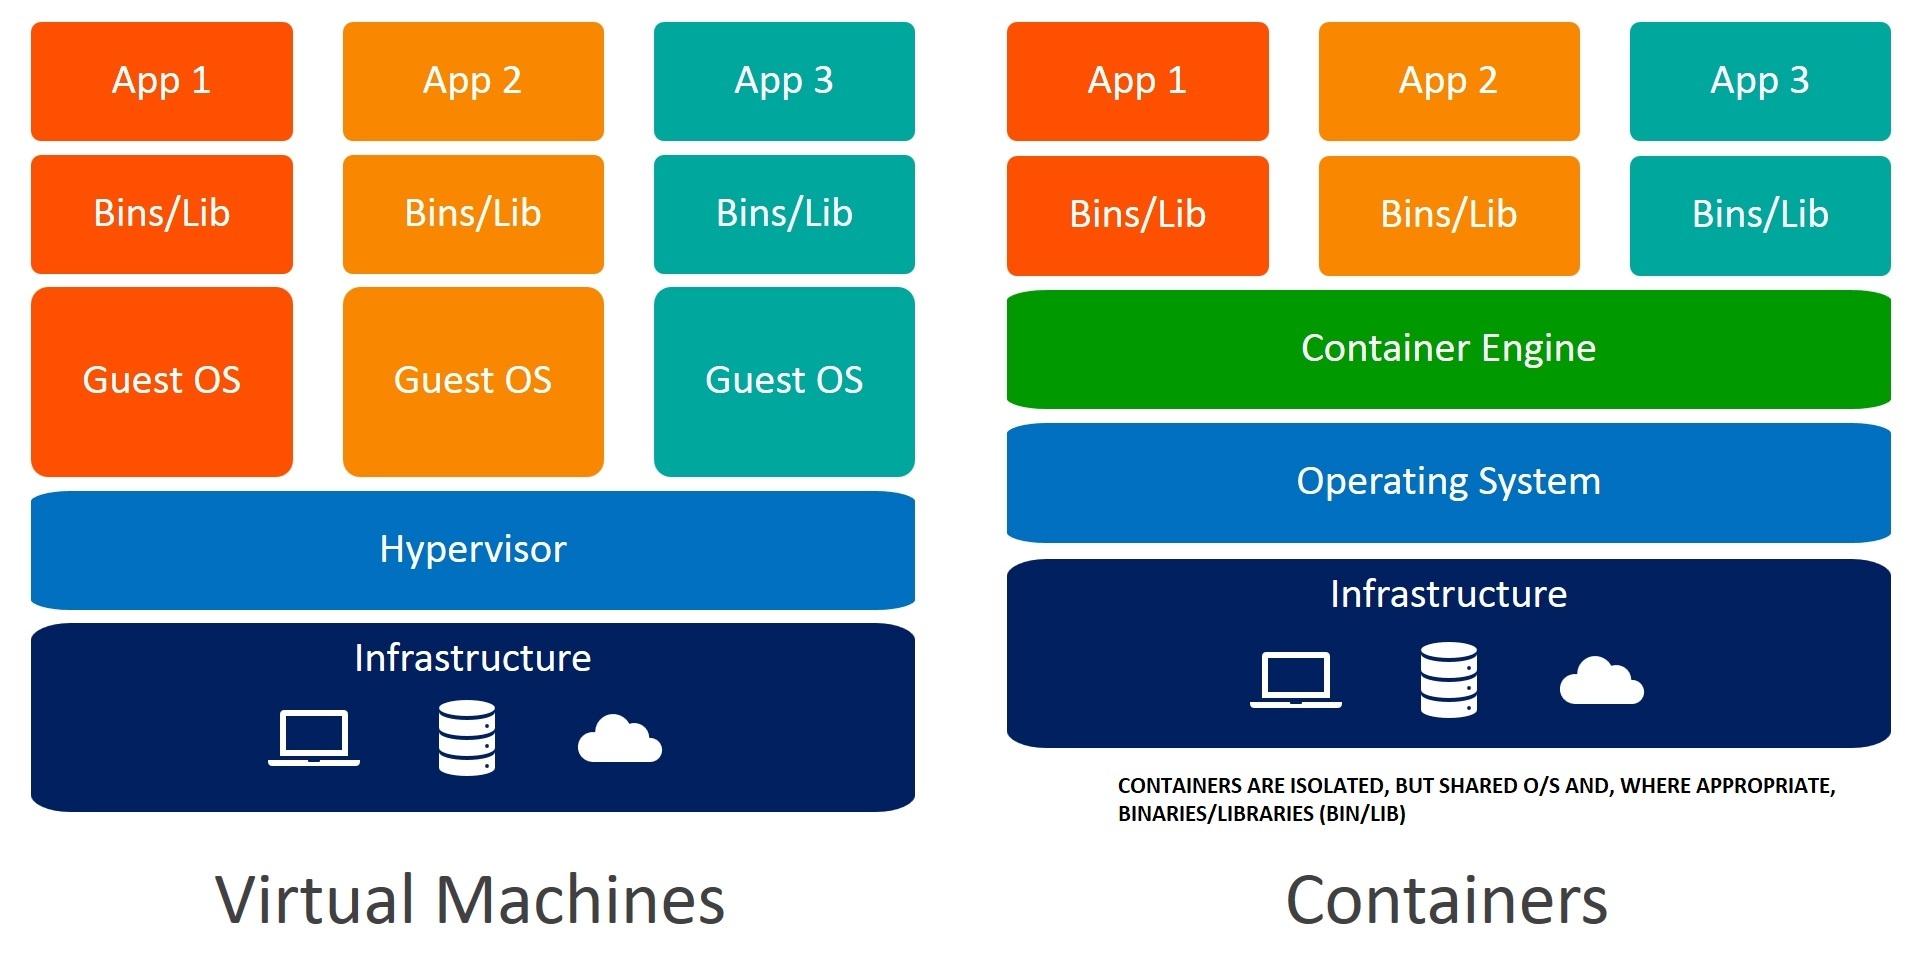 App 1
App 2
App 3
Bins/Lib
Bins/Lib
Bins/Lib
Guest OS
Guest OS
Guest OS
Hypervisor
Infrastructure
Virtual Machines
App 1
App 2
App 3
Bins/Lib
Bins/Lib
Bins/Lib
Container Engine
Operating System
Infrastructure
CONTAINERS ARE ISOLATED, BUT SHARED O/S AND, WHERE APPROPRIATE,
BINARIES/LIBRARIES (BIN/LIB)
Containers